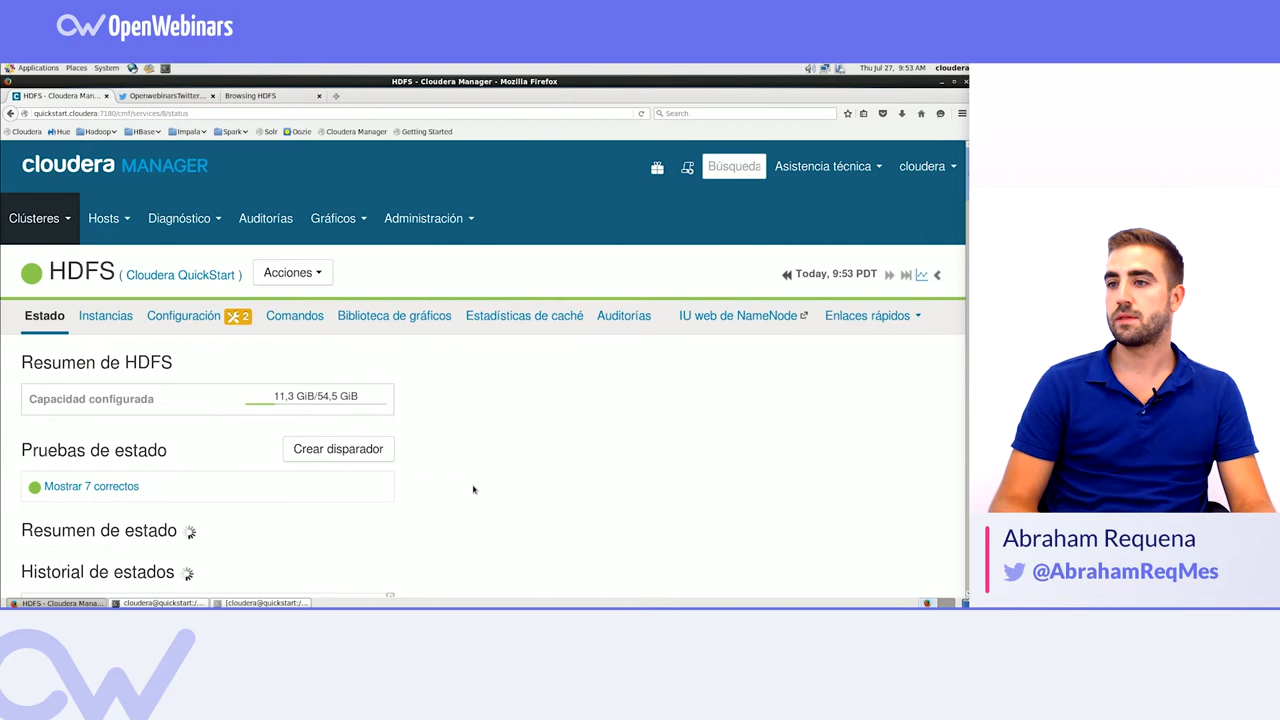 OpenWebinars
Applications Places System
Thu Jul 27, 9:53 AM cloudera
HDFS - Cloudera Manager - Mozilla Firefox
HDFS - Cloudera Man... OpenwebinarsTwitter... Browsing HDFS
quickstart.cloudera:7180/cmf/services/8/status
Search
Cloudera Hue Hadoop HBase Impala Spark Solr Oozie Cloudera Manager Getting Started
cloudera MANAGER
Búsqueda Asistencia técnica cloudera
Clústeres Hosts Diagnóstico Auditorías Gráficos Administración
HDFS ( Cloudera QuickStart ) Acciones
Today, 9:53 PDT
Estado Instancias Configuración 2 Comandos Biblioteca de gráficos Estadísticas de caché Auditorías IU web de NameNode Enlaces rápidos
Resumen de HDFS
Capacidad configurada 11,3 GiB/54,5 GiB
Pruebas de estado Crear disparador
Mostrar 7 correctos
Resumen de estado
Historial de estados
HDFS - Cloudera Mana... cloudera@quickstart:/... [cloudera@quickstart:/...
Abraham Requena
@AbrahamReqMes